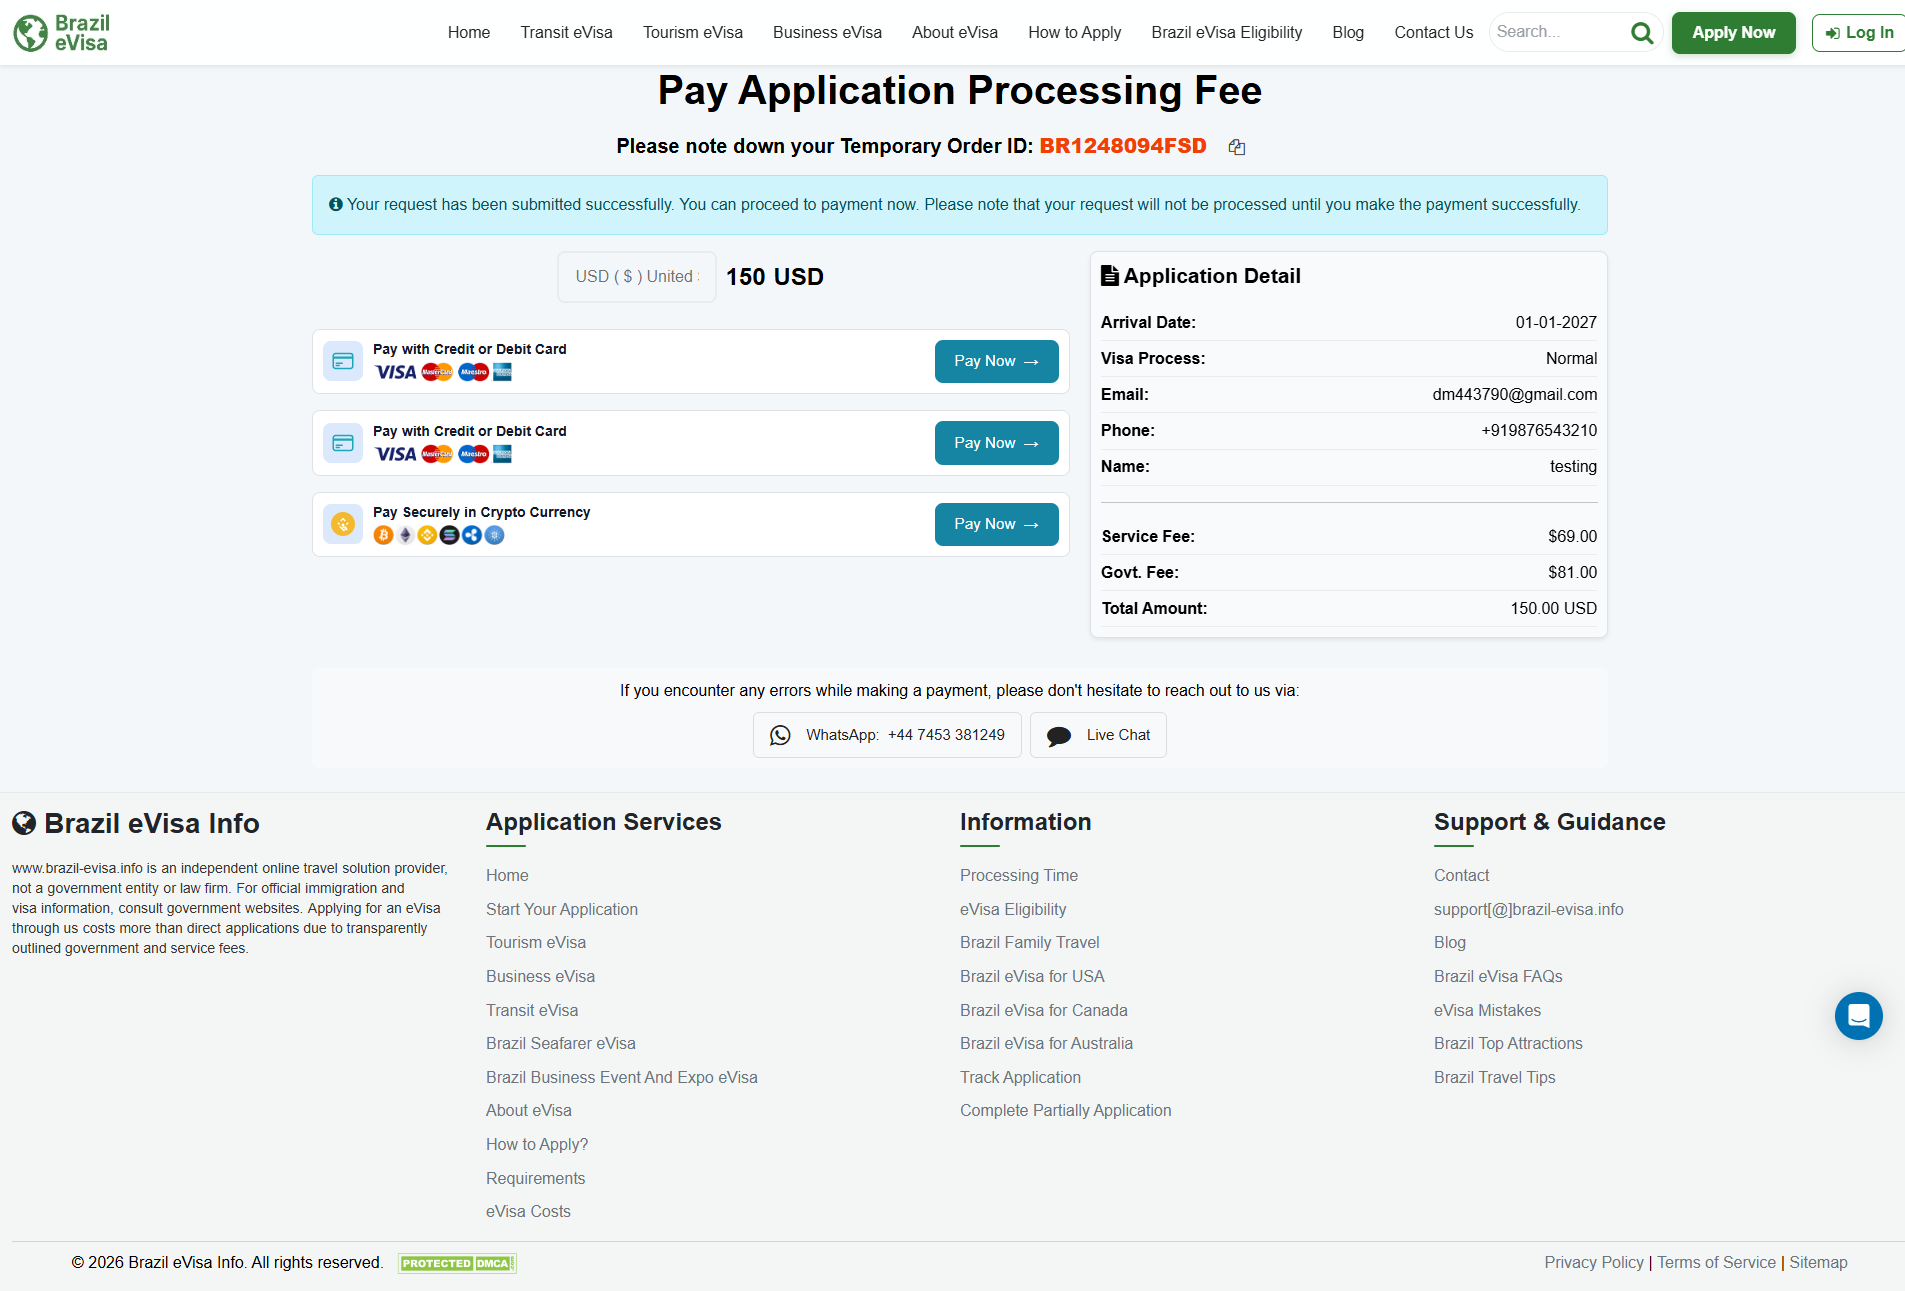 Brazil
eVisa
Home
Transit eVisa
Tourism eVisa
Business eVisa
About eVisa
How to Apply
Brazil eVisa Eligibility
Blog
Contact Us
Search...
Apply Now
Log In
Pay Application Processing Fee
Please note down your Temporary Order ID: BR1248094FSD
Your request has been submitted successfully. You can proceed to payment now. Please note that your request will not be processed until you make the payment successfully.
USD ( $ ) United
150 USD
Pay with Credit or Debit Card
VISA MasterCard Maestro
Pay Now →
Pay with Credit or Debit Card
VISA MasterCard Maestro
Pay Now →
Pay Securely in Crypto Currency
Pay Now →
Application Detail
Arrival Date: 01-01-2027
Visa Process: Normal
Email: dm443790@gmail.com
Phone: +919876543210
Name: testing
Service Fee: $69.00
Govt. Fee: $81.00
Total Amount: 150.00 USD
If you encounter any errors while making a payment, please don't hesitate to reach out to us via:
WhatsApp: +44 7453 381249
Live Chat
Brazil eVisa Info
www.brazil-evisa.info is an independent online travel solution provider,
not a government entity or law firm. For official immigration and
visa information, consult government websites. Applying for an eVisa
through us costs more than direct applications due to transparently
outlined government and service fees.
Application Services
Home
Start Your Application
Tourism eVisa
Business eVisa
Transit eVisa
Brazil Seafarer eVisa
Brazil Business Event And Expo eVisa
About eVisa
How to Apply?
Requirements
eVisa Costs
Information
Processing Time
eVisa Eligibility
Brazil Family Travel
Brazil eVisa for USA
Brazil eVisa for Canada
Brazil eVisa for Australia
Track Application
Complete Partially Application
Support & Guidance
Contact
support[@]brazil-evisa.info
Blog
Brazil eVisa FAQs
eVisa Mistakes
Brazil Top Attractions
Brazil Travel Tips
© 2026 Brazil eVisa Info. All rights reserved.
PROTECTED DMCA
Privacy Policy | Terms of Service | Sitemap